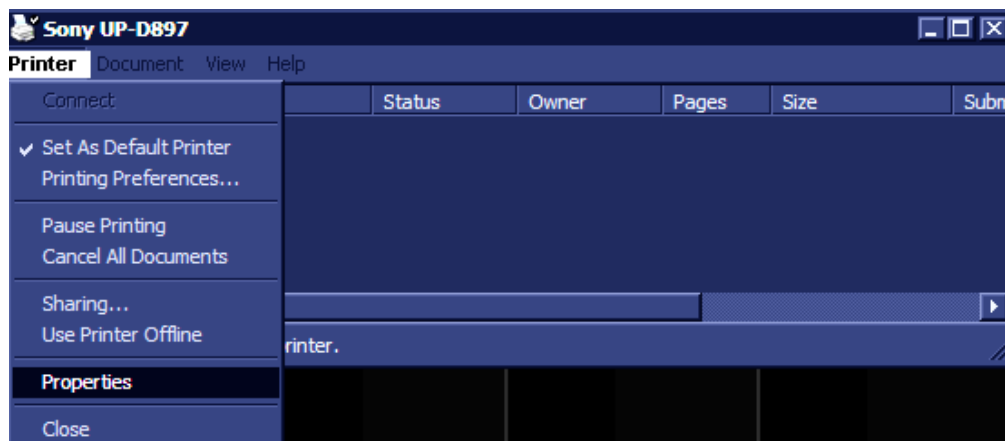 Sony UP-D897
Printer Document View Help
Connect
Status Owner Pages Size Subm
Set As Default Printer
Printing Preferences...
Pause Printing
Cancel All Documents
Sharing...
Use Printer Offline
printer.
Properties
Close